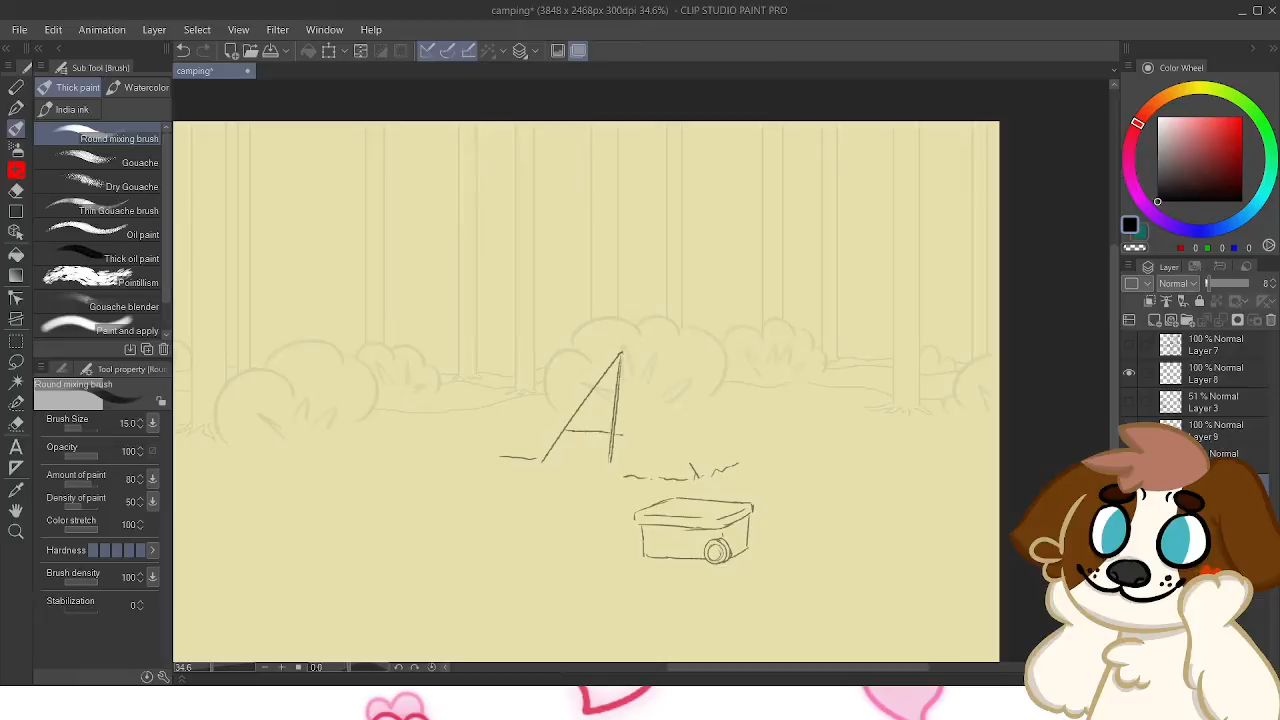 camping* (3848 x 2468px 300dpi 34.6%) - CLIP STUDIO PAINT PRO
File Edit Animation Layer Select View Filter Window Help
Sub Tool [Brush]
camping*
Color Wheel
Thick paint
Watercolor
India ink
Round mixing brush
Gouache
Dry Gouache
Thin Gouache brush
Oil paint
Thick oil paint
Pointillism
Gouache blender
Paint and apply
Tool property [Rou
Round mixing brush
Brush Size 15.0
Opacity 100
Amount of paint 80
Density of paint 50
Color stretch 100
Hardness
Brush density 100
Stabilization 0
34.6
0.0
0 0 0
Layer
Normal
100 % Normal
Layer 7
100 % Normal
Layer 8
51 % Normal
Layer 3
100 % Normal
Layer 9
Normal